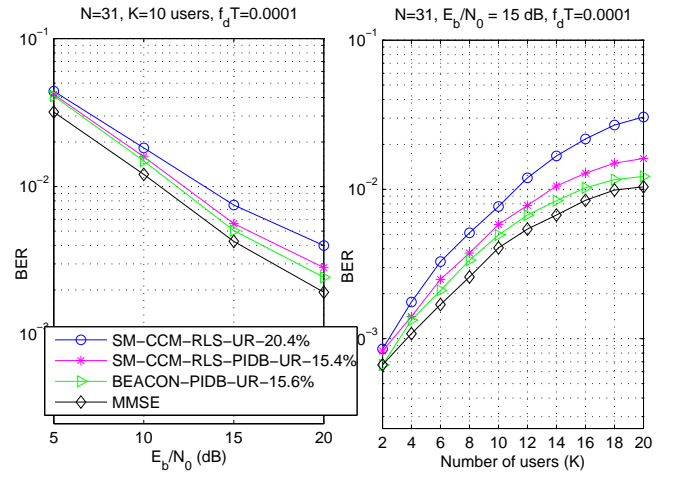 N=31, K=10 users, f_dT=0.0001
10^-1
10^-2
10^-3
BER
5
10
15
20
E_b/N_0 (dB)
SM-CCM-RLS-UR-20.4%
SM-CCM-RLS-PIDB-UR-15.4%
BEACON-PIDB-UR-15.6%
MMSE
N=31, E_b/N_0 = 15 dB, f_dT=0.0001
10^-1
10^-2
10^-3
BER
2
4
6
8
10
12
14
16
18
20
Number of users (K)